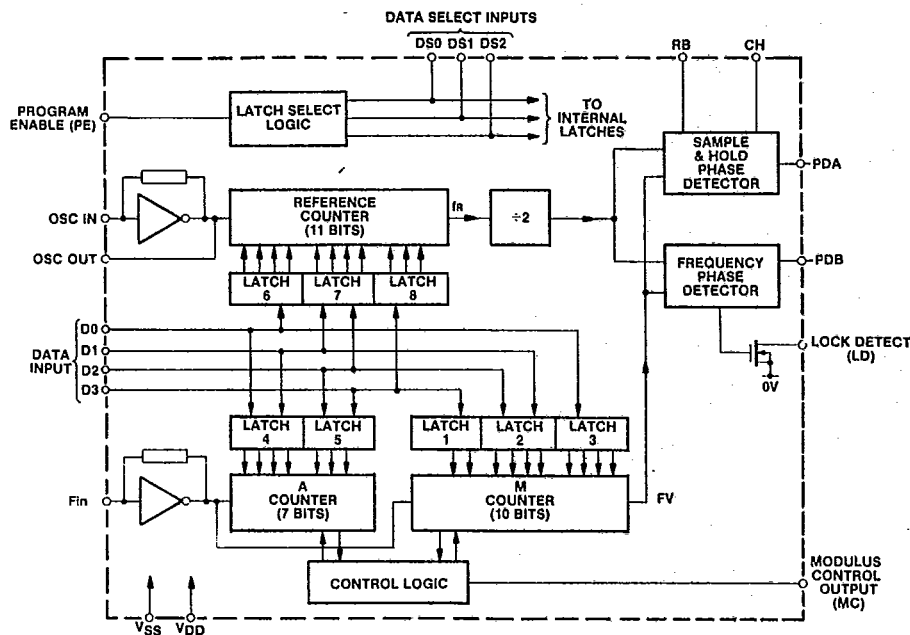 DATA SELECT INPUTS
DS0 DS1 DS2
RB CH
PROGRAM
ENABLE (PE)
LATCH SELECT
LOGIC
TO
INTERNAL
LATCHES
SAMPLE
& HOLD
PHASE
DETECTOR
PDA
OSC IN
REFERENCE
COUNTER
(11 BITS)
fR
÷2
OSC OUT
LATCH
6
LATCH
7
LATCH
8
FREQUENCY
PHASE
DETECTOR
PDB
DATA
INPUT
D0
D1
D2
D3
LOCK DETECT
(LD)
0V
LATCH
4
LATCH
5
LATCH
1
LATCH
2
LATCH
3
Fin
A
COUNTER
(7 BITS)
M
COUNTER
(10 BITS)
FV
CONTROL LOGIC
MODULUS
CONTROL
OUTPUT
(MC)
VSS VDD